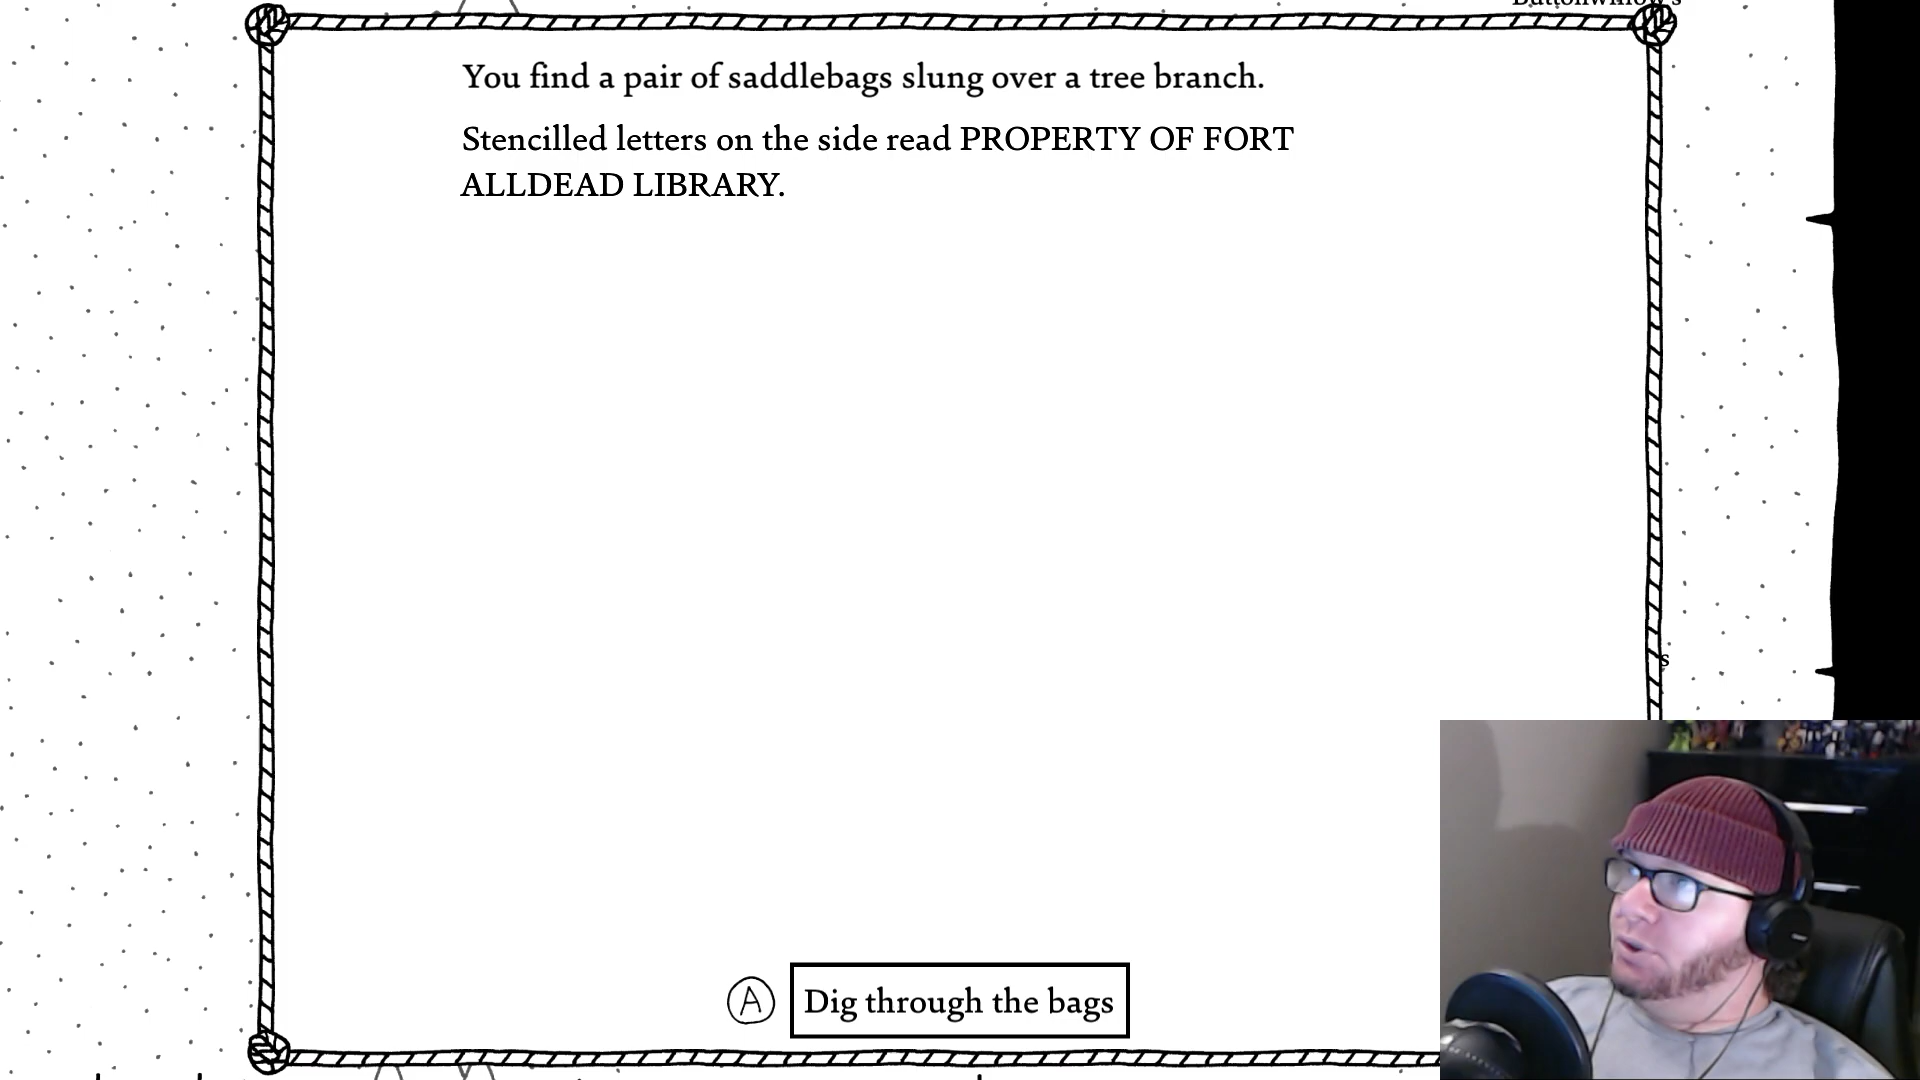 You find a pair of saddlebags slung over a tree branch.
Stencilled letters on the side read PROPERTY OF FORT
ALLDEAD LIBRARY.
s
A Dig through the bags